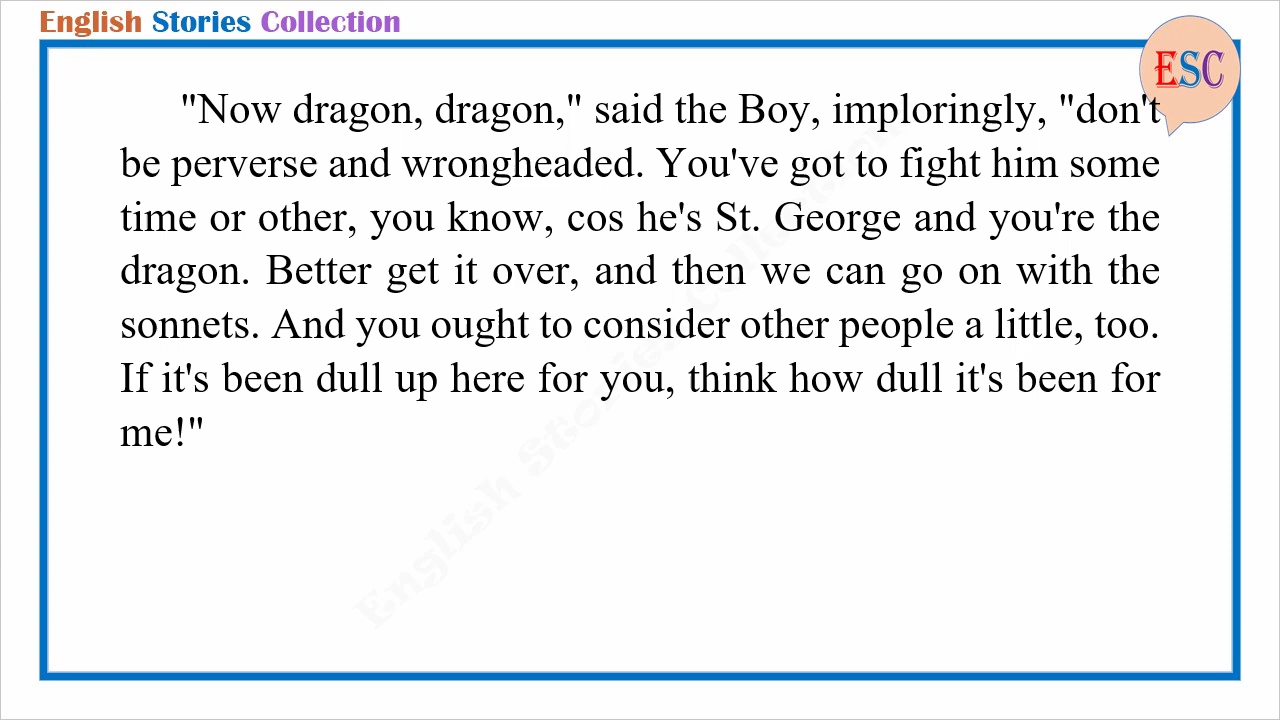 English Stories Collection
ESC
"Now dragon, dragon," said the Boy, imploringly, "don't
be perverse and wrongheaded. You've got to fight him some
time or other, you know, cos he's St. George and you're the
dragon. Better get it over, and then we can go on with the
sonnets. And you ought to consider other people a little, too.
If it's been dull up here for you, think how dull it's been for
me!"
English Stories Collection